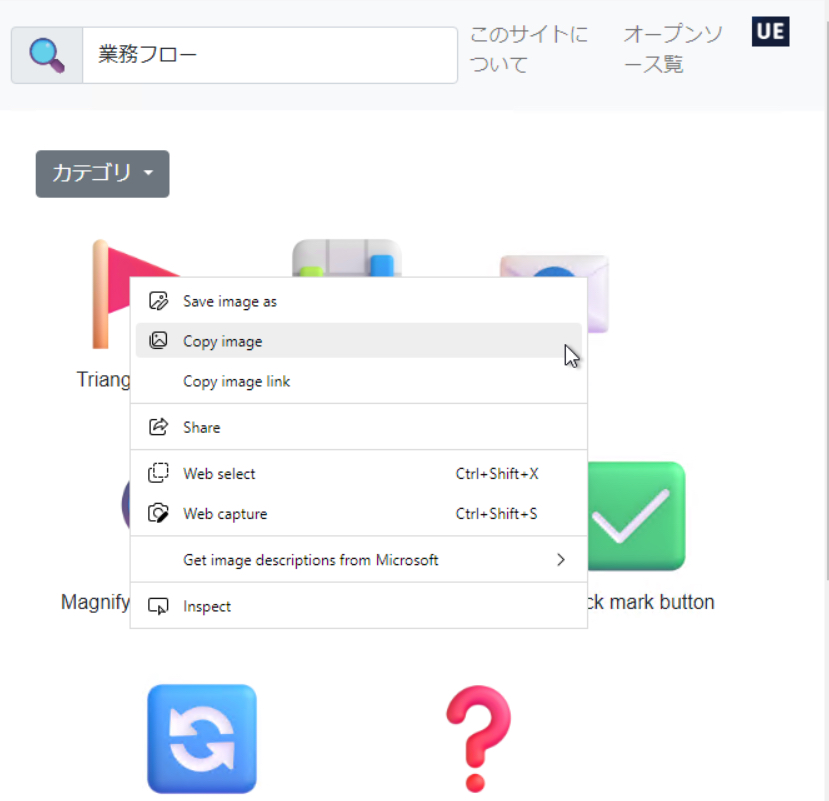 業務フロー
このサイトに
ついて
オープンソ
ース覧
UE
カテゴリ
Save image as
Copy image
Triang
Copy image link
Share
Web select Ctrl+Shift+X
Web capture Ctrl+Shift+S
Get image descriptions from Microsoft
Magnify
ck mark button
Inspect